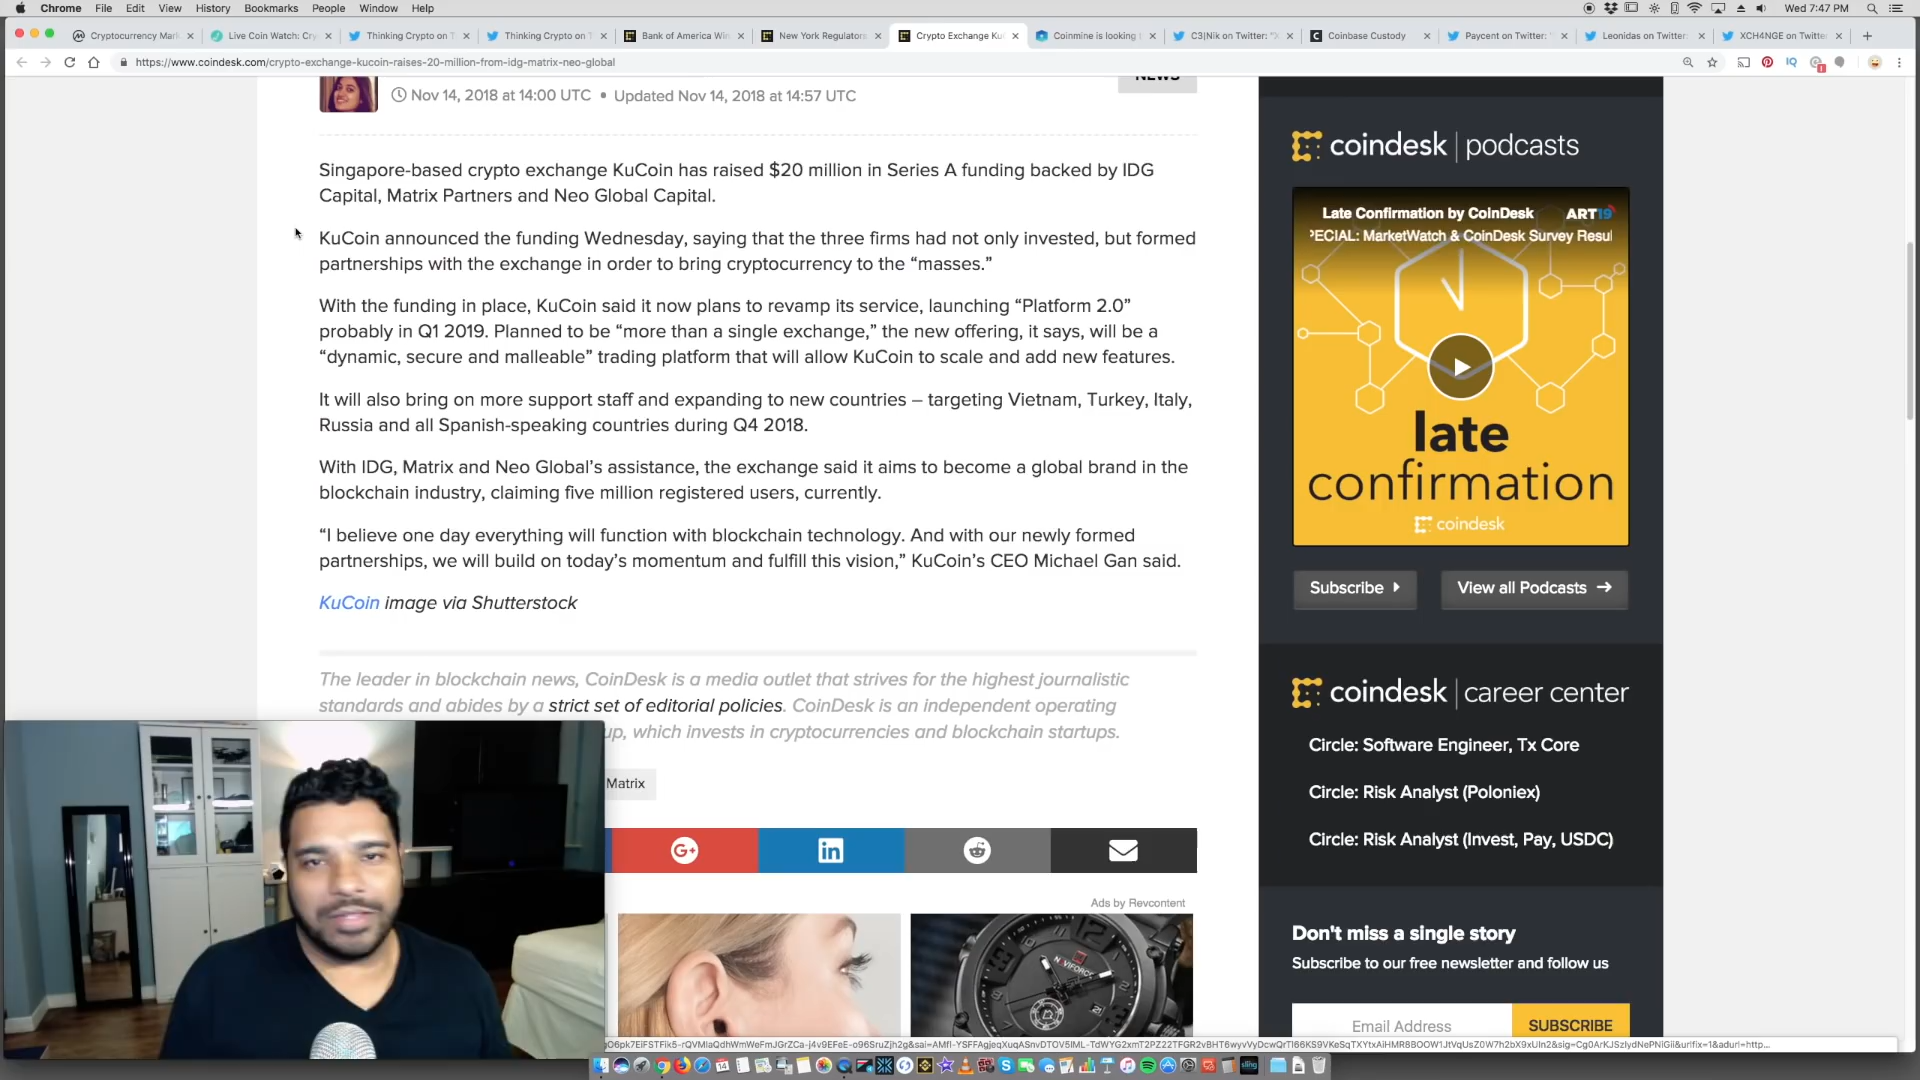 Chrome File Edit View History Bookmarks People Window Help Wed 7:47 PM
Cryptocurrency Mark Live Coin Watch: Cry Thinking Crypto on T Thinking Crypto on T Bank of America Win New York Regulators Crypto Exchange Ku Coinmine is looking C3|Nik on Twitter: Coinbase Custody Paycent on Twitter: Leonidas on Twitter: XCH4NGE on Twitte
https://www.coindesk.com/crypto-exchange-kucoin-raises-20-million-from-idg-matrix-neo-global
NEWS
Nov 14, 2018 at 14:00 UTC • Updated Nov 14, 2018 at 14:57 UTC
Singapore-based crypto exchange KuCoin has raised $20 million in Series A funding backed by IDG
Capital, Matrix Partners and Neo Global Capital.
KuCoin announced the funding Wednesday, saying that the three firms had not only invested, but formed
partnerships with the exchange in order to bring cryptocurrency to the “masses.”
With the funding in place, KuCoin said it now plans to revamp its service, launching “Platform 2.0”
probably in Q1 2019. Planned to be “more than a single exchange,” the new offering, it says, will be a
“dynamic, secure and malleable” trading platform that will allow KuCoin to scale and add new features.
It will also bring on more support staff and expanding to new countries – targeting Vietnam, Turkey, Italy,
Russia and all Spanish-speaking countries during Q4 2018.
With IDG, Matrix and Neo Global’s assistance, the exchange said it aims to become a global brand in the
blockchain industry, claiming five million registered users, currently.
“I believe one day everything will function with blockchain technology. And with our newly formed
partnerships, we will build on today’s momentum and fulfill this vision,” KuCoin’s CEO Michael Gan said.
KuCoin image via Shutterstock
The leader in blockchain news, CoinDesk is a media outlet that strives for the highest journalistic
standards and abides by a strict set of editorial policies. CoinDesk is an independent operating
up, which invests in cryptocurrencies and blockchain startups.
Matrix
G+ in
Ads by Revcontent
NAVIFORCE
coindesk | podcasts
Late Confirmation by CoinDesk ART19
PECIAL: MarketWatch & CoinDesk Survey Resul
late
confirmation
coindesk
Subscribe View all Podcasts
coindesk | career center
Circle: Software Engineer, Tx Core
Circle: Risk Analyst (Poloniex)
Circle: Risk Analyst (Invest, Pay, USDC)
Don't miss a single story
Subscribe to our free newsletter and follow us
Email Address SUBSCRIBE